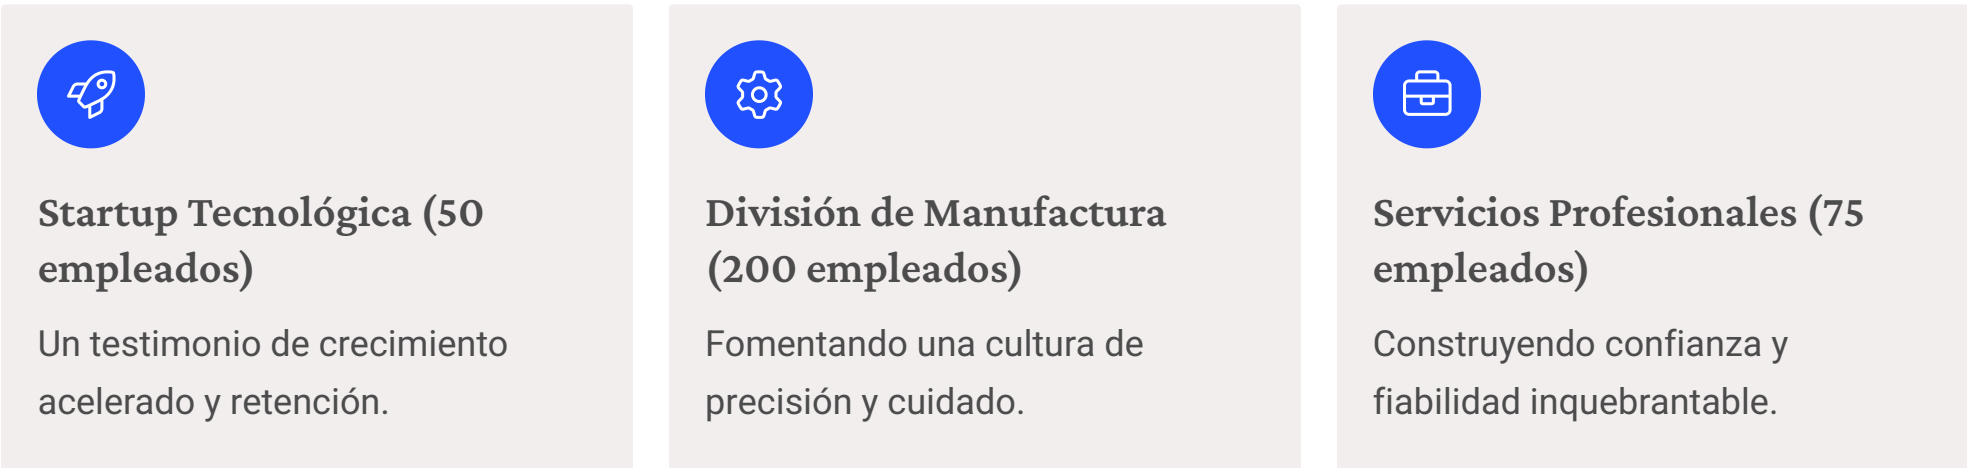 Startup Tecnológica (50
empleados)
Un testimonio de crecimiento
acelerado y retención.
División de Manufactura
(200 empleados)
Fomentando una cultura de
precisión y cuidado.
Servicios Profesionales (75
empleados)
Construyendo confianza y
fiabilidad inquebrantable.